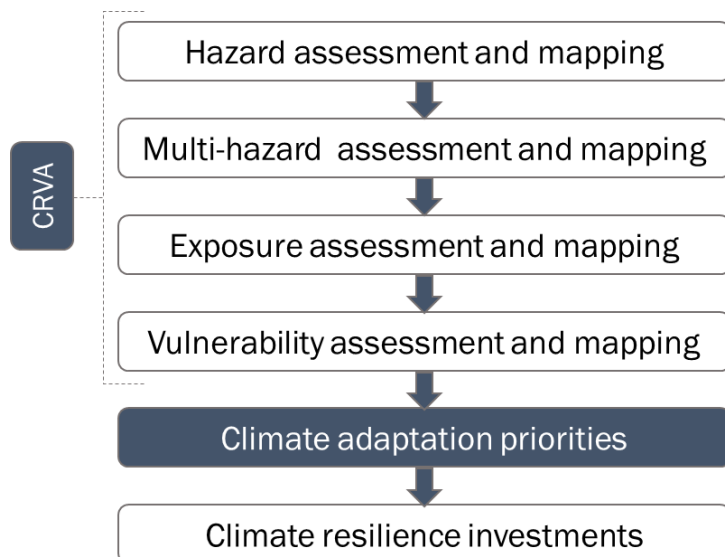 Hazard assessment and mapping
Multi-hazard assessment and mapping
CRVA
Exposure assessment and mapping
Vulnerability assessment and mapping
Climate adaptation priorities
Climate resilience investments